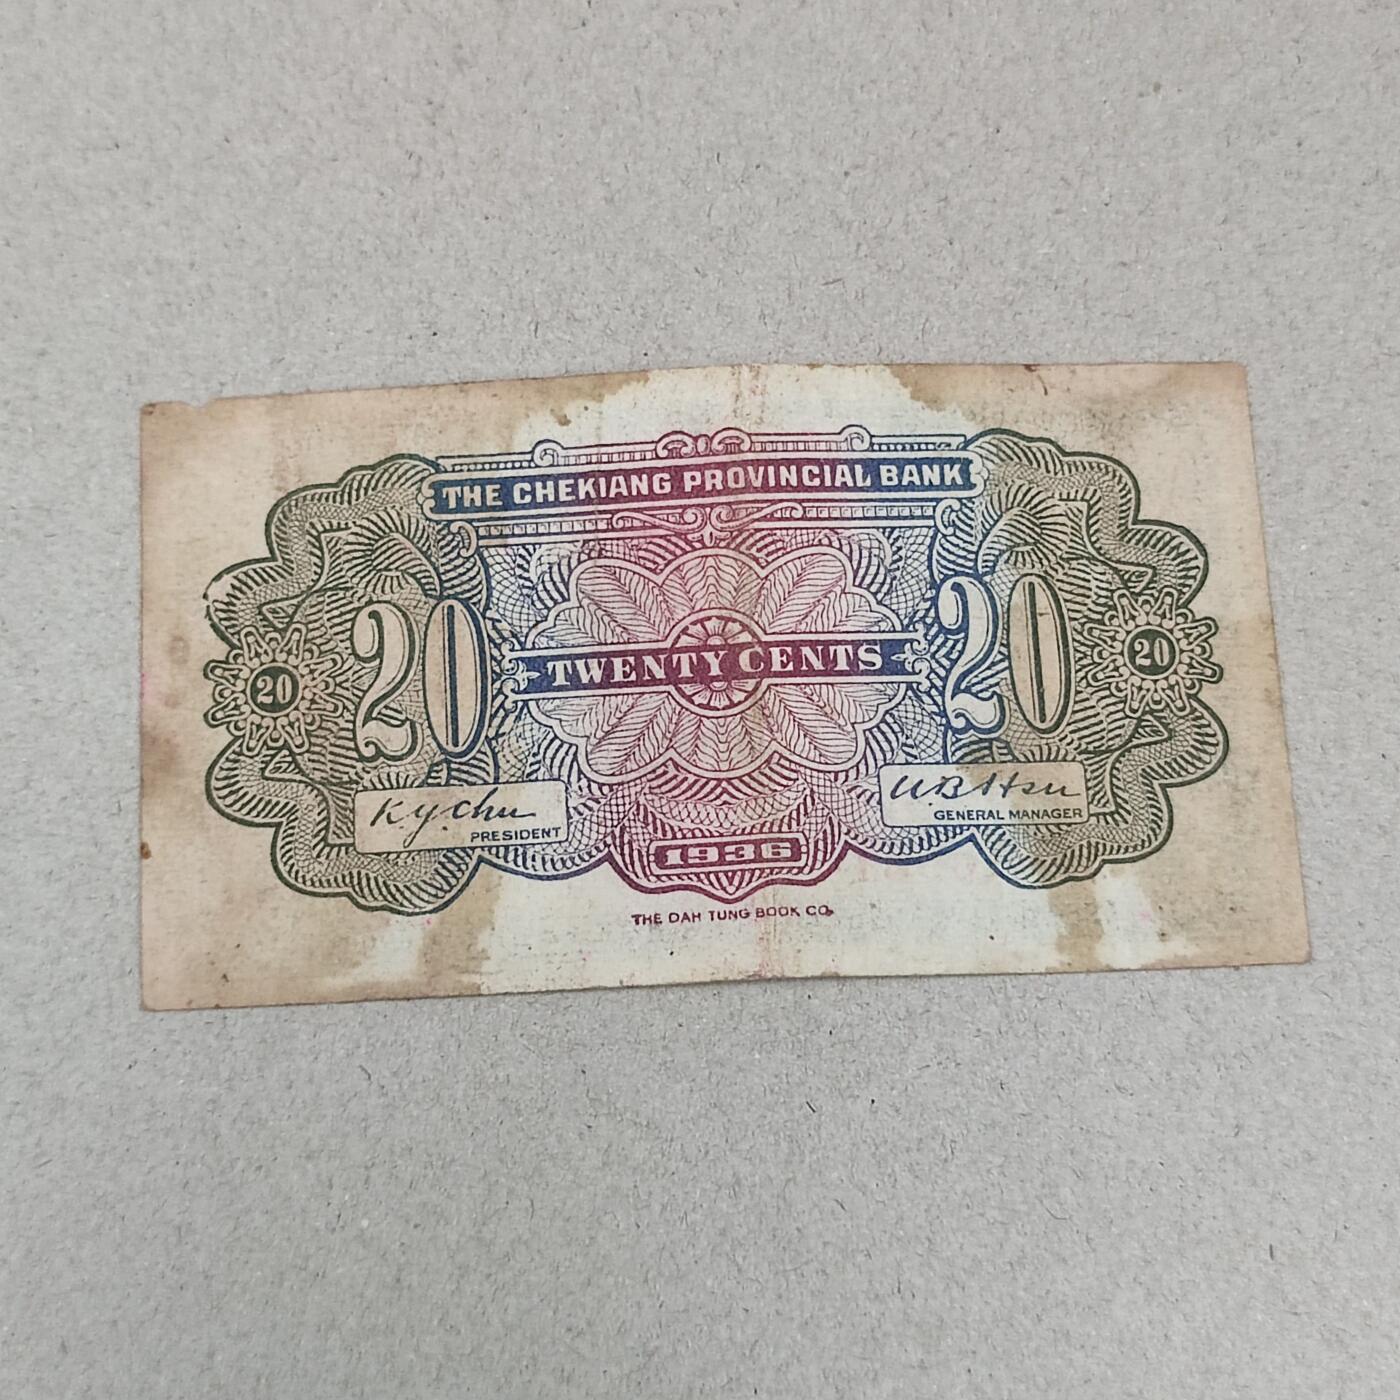 THE CHEKIANG PROVINCIAL BANK
20 20
TWENTY CENTS
20 20
K.Y. Chu
PRESIDENT
U.B Hsu
GENERAL MANAGER
1936
THE DAH TUNG BOOK CO.